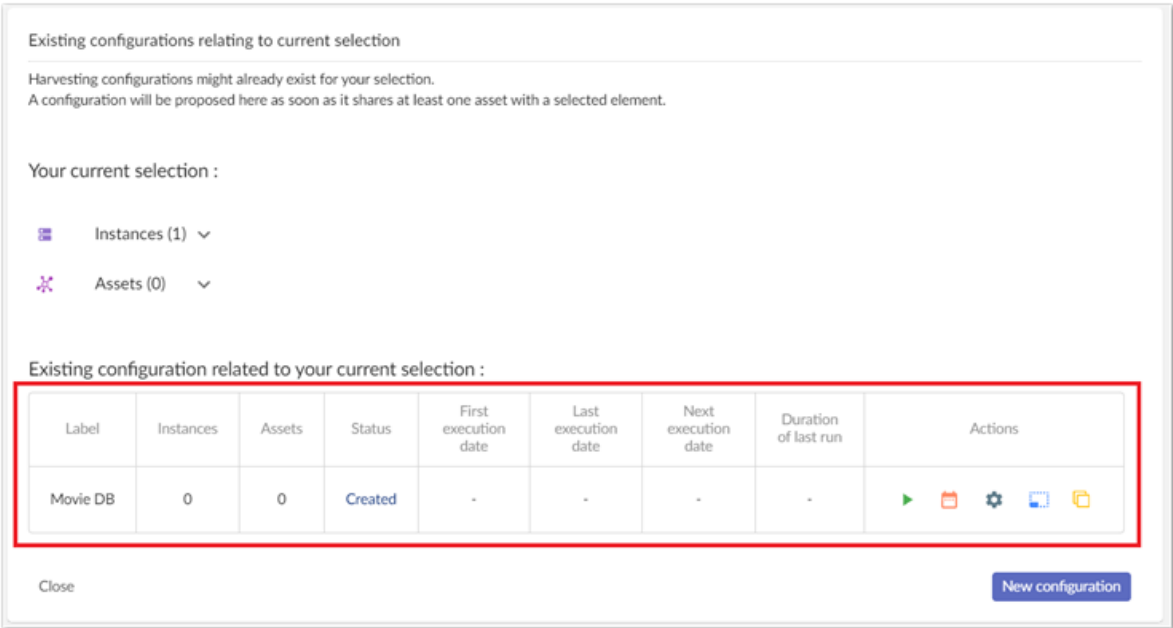 Existing configurations relating to current selection
Harvesting configurations might already exist for your selection.
A configuration will be proposed here as soon as it shares at least one asset with a selected element.
Your current selection :
Instances (1)
Assets (0)
Existing configuration related to your current selection :
Label Instances Assets Status First execution date Last execution date Next execution date Duration of last run Actions
Movie DB 0 0 Created - - - -
Close New configuration